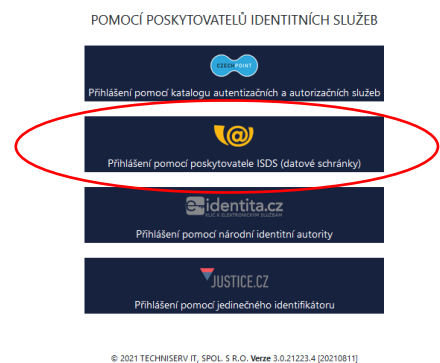 POMOCÍ POSKYTOVATELŮ IDENTITNÍCH SLUŽEB
CZECH POINT
Přihlášení pomocí katalogu autentizačních a autorizačních služeb
Přihlášení pomocí poskytovatele ISDS (datové schránky)
e-identita.cz
KLÍČ K ELEKTRONICKÝM SLUŽBÁM
Přihlášení pomocí národní identitní autority
JUSTICE.CZ
Přihlášení pomocí jedinečného identifikátoru
© 2021 TECHNISERV IT, SPOL. S R.O. Verze 3.0.21223.4 [20210811]